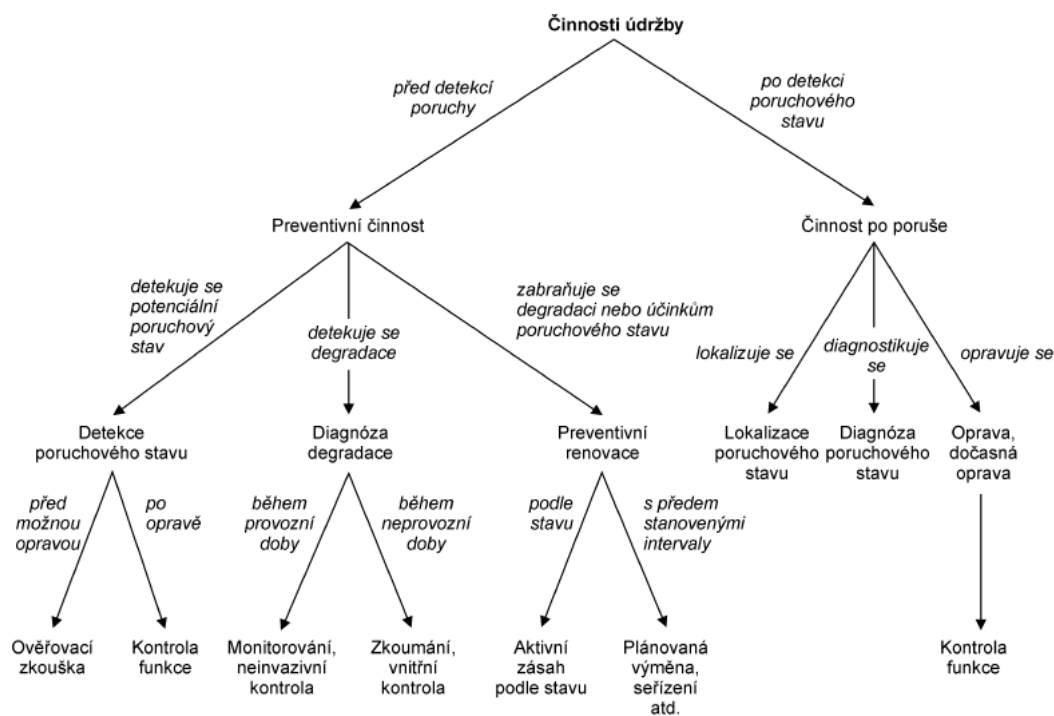 Činnosti údržby
před detekcí
poruchy
po detekci
poruchového
stavu
Preventivní činnost
Činnost po poruše
detekuje se
potenciální
poruchový
stav
detekuje se
degradace
zabraňuje se
degradaci nebo účinkům
poruchového stavu
lokalizuje se
diagnostikuje
se
opravuje se
Detekce
poruchového stavu
Diagnóza
degradace
Preventivní
renovace
Lokalizace
poruchového
stavu
Diagnóza
poruchového
stavu
Oprava,
dočasná
oprava
před
možnou
opravou
po
opravě
během
provozní
doby
během
neprovozní
doby
podle
stavu
s předem
stanovenými
intervaly
Ověřovací
zkouška
Kontrola
funkce
Monitorování,
neinvazivní
kontrola
Zkoumání,
vnitřní
kontrola
Aktivní
zásah
podle stavu
Plánovaná
výměna,
seřízení
atd.
Kontrola
funkce